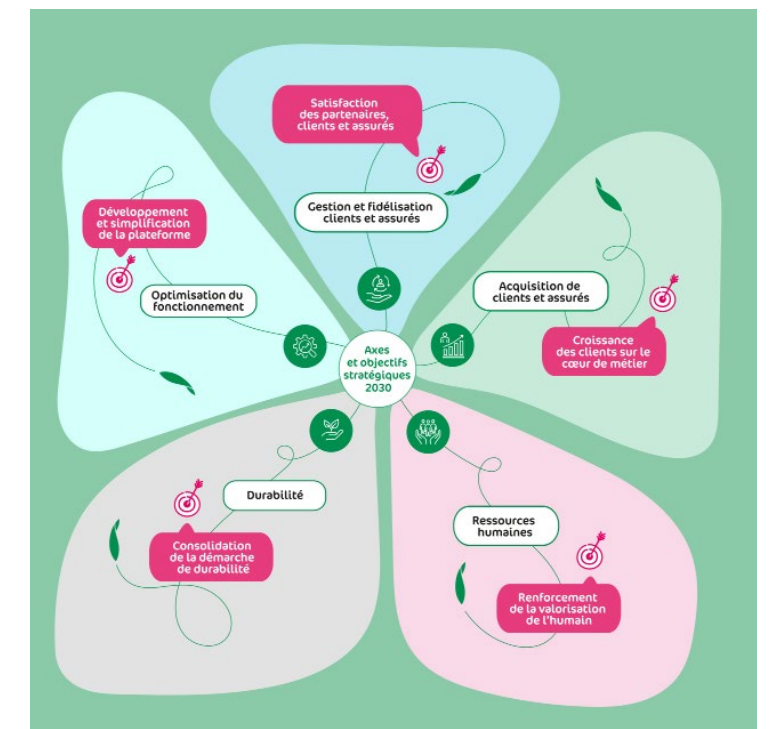 Satisfaction
des partenaires,
clients et assurés
Gestion et fidélisation
clients et assurés
Développement
et simplification
de la plateforme
Optimisation du
fonctionnement
Acquisition de
clients et assurés
Croissance
des clients sur le
cœur de métier
Axes
et objectifs
stratégiques
2030
Durabilité
Consolidation
de la démarche
de durabilité
Ressources
humaines
Renforcement
de la valorisation
de l'humain